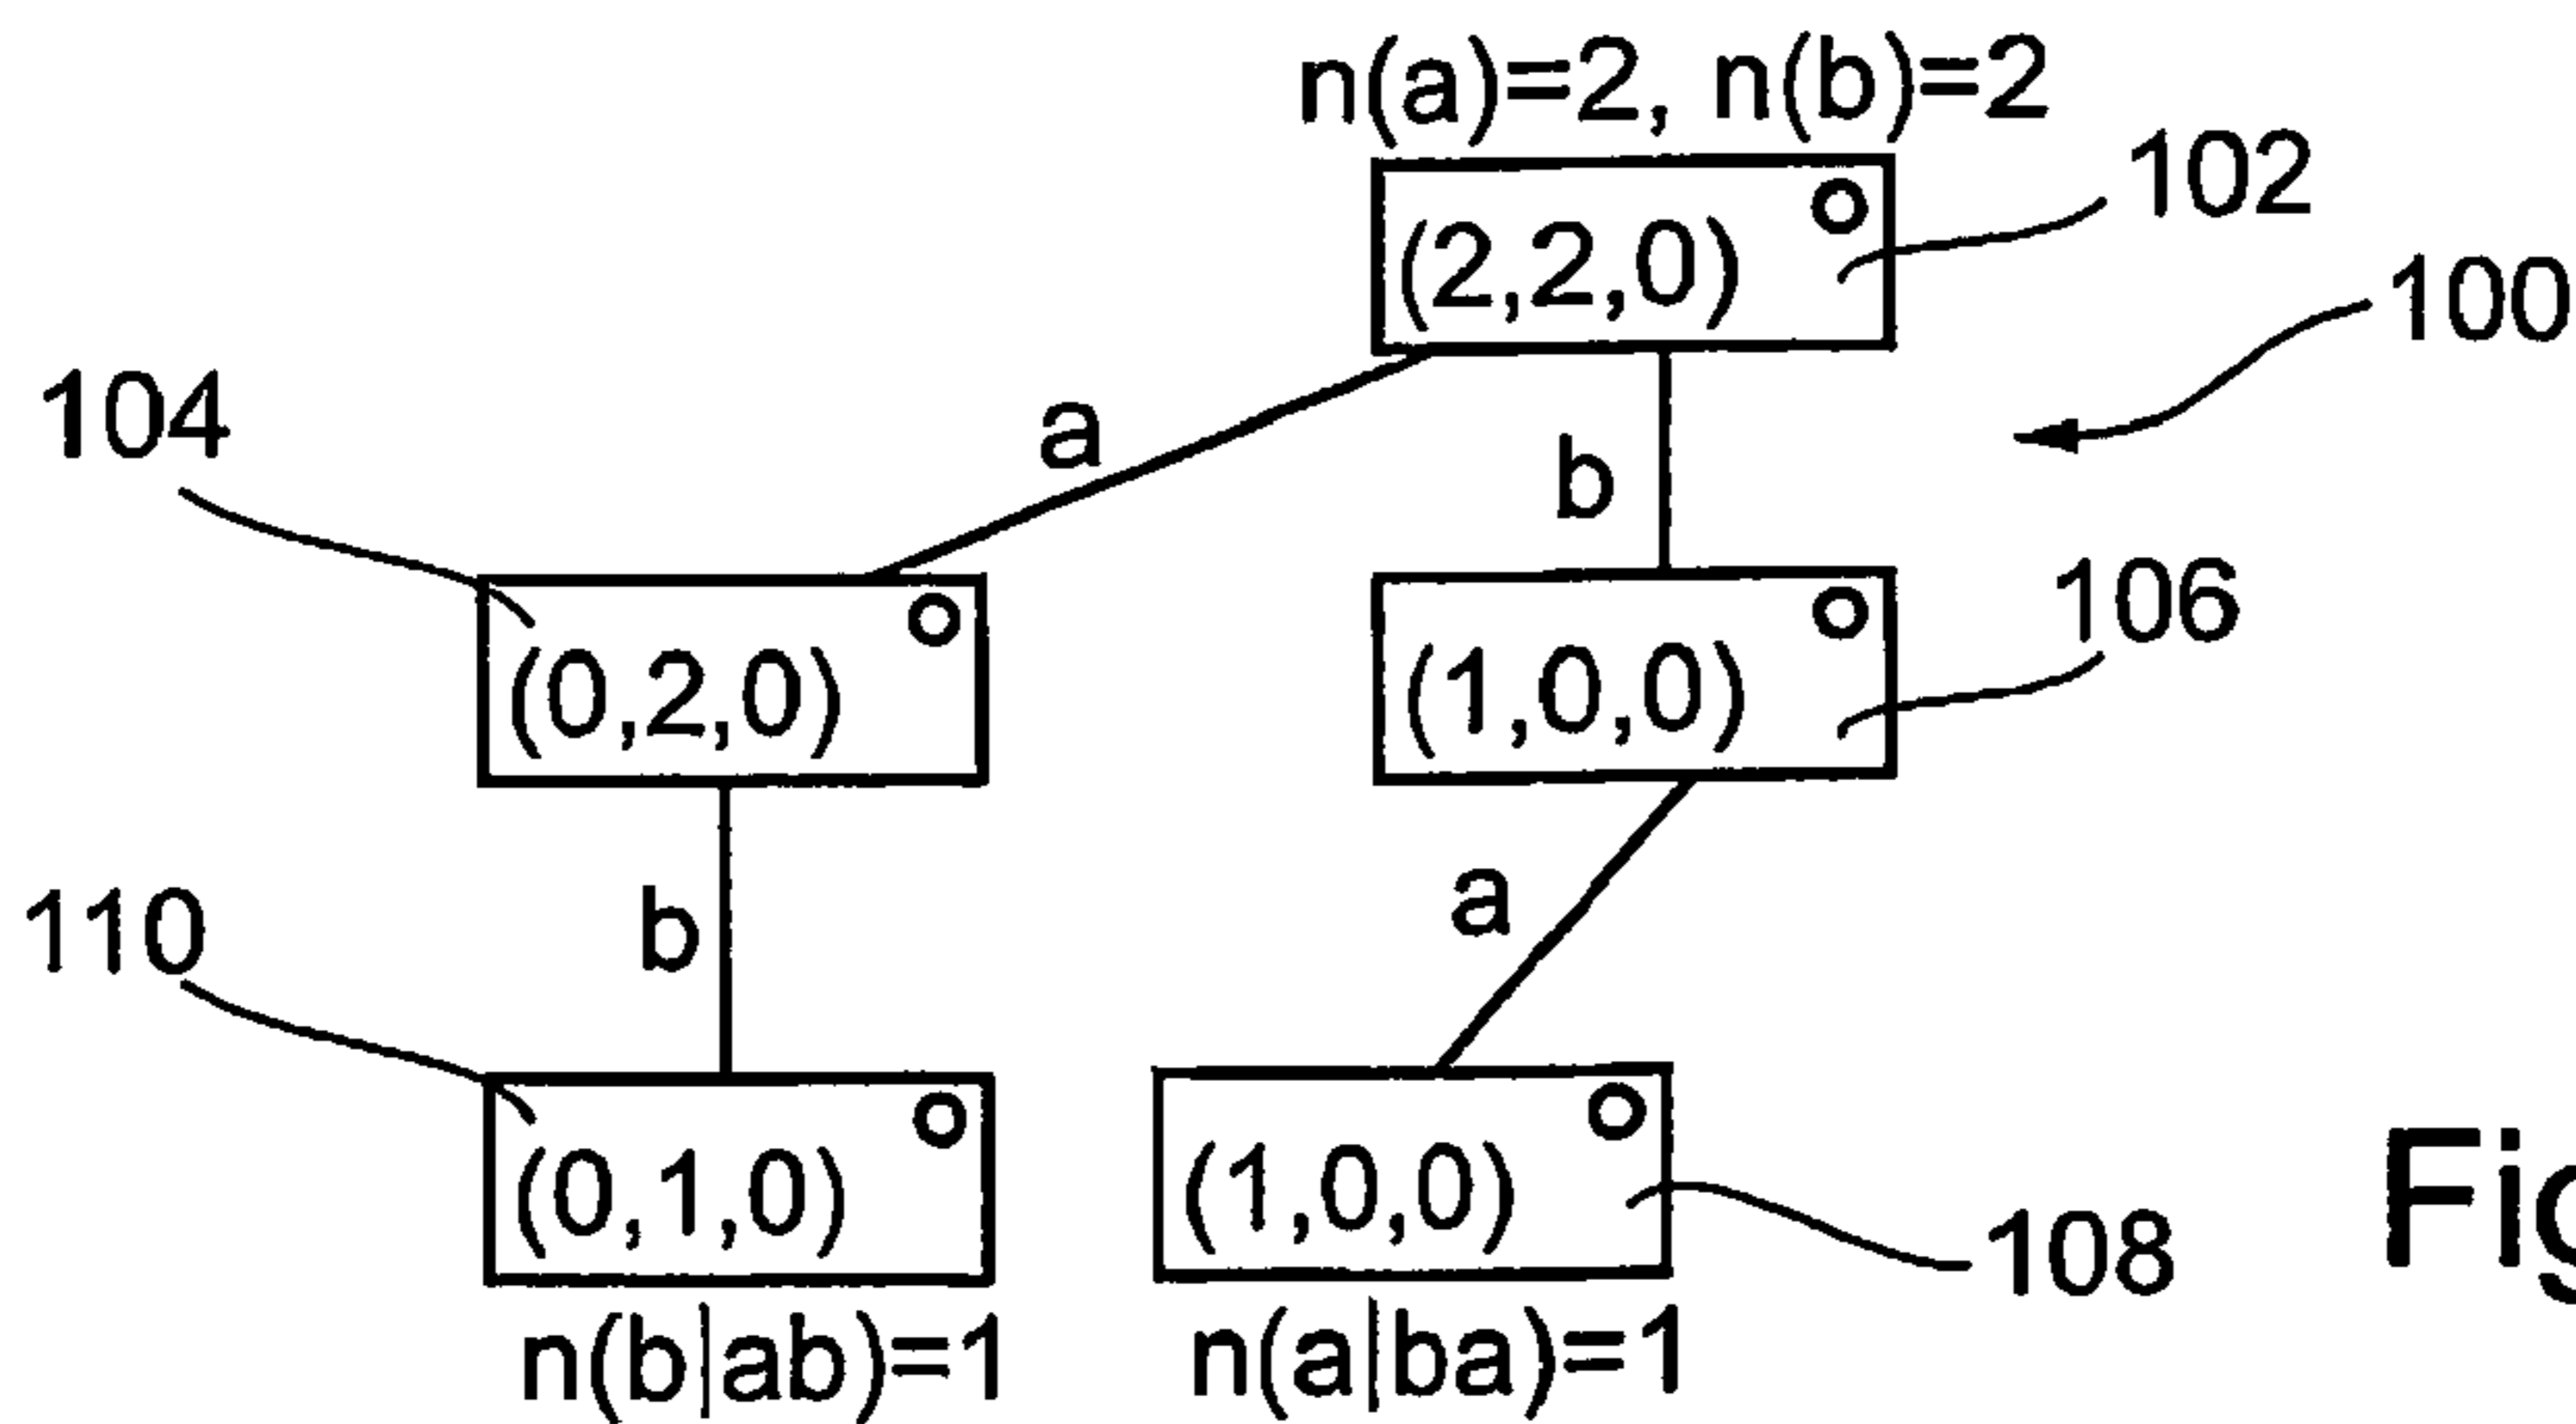 n(a)=2, n(b)=2
102
(2,2,0)
100
104
a
b
106
(0,2,0)
(1,0,0)
110
b
a
(0,1,0)
(1,0,0)
108
Fig
n(b|ab)=1
n(a|ba)=1